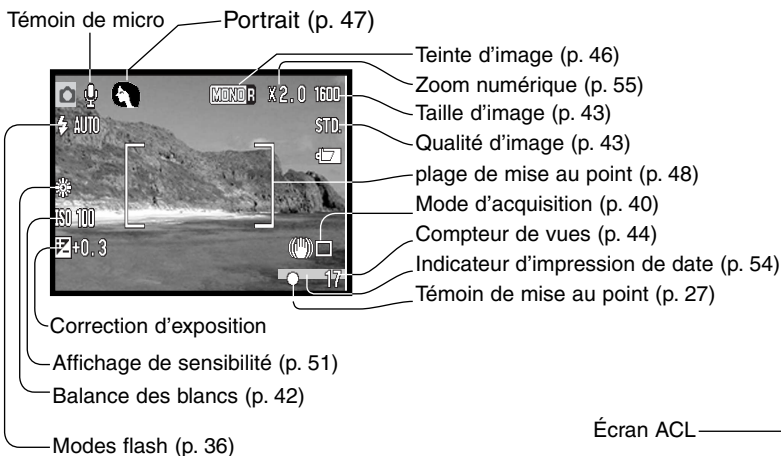 Témoin de micro
Portrait (p. 47)
Teinte d'image (p. 46)
Zoom numérique (p. 55)
Taille d'image (p. 43)
Qualité d'image (p. 43)
plage de mise au point (p. 48)
Mode d'acquisition (p. 40)
Compteur de vues (p. 44)
Indicateur d'impression de date (p. 54)
Témoin de mise au point (p. 27)
MONO R X2.0 1600
AUTO STD.
ISO 100
+0.3
17
Correction d'exposition
Affichage de sensibilité (p. 51)
Balance des blancs (p. 42)
Écran ACL
Modes flash (p. 36)